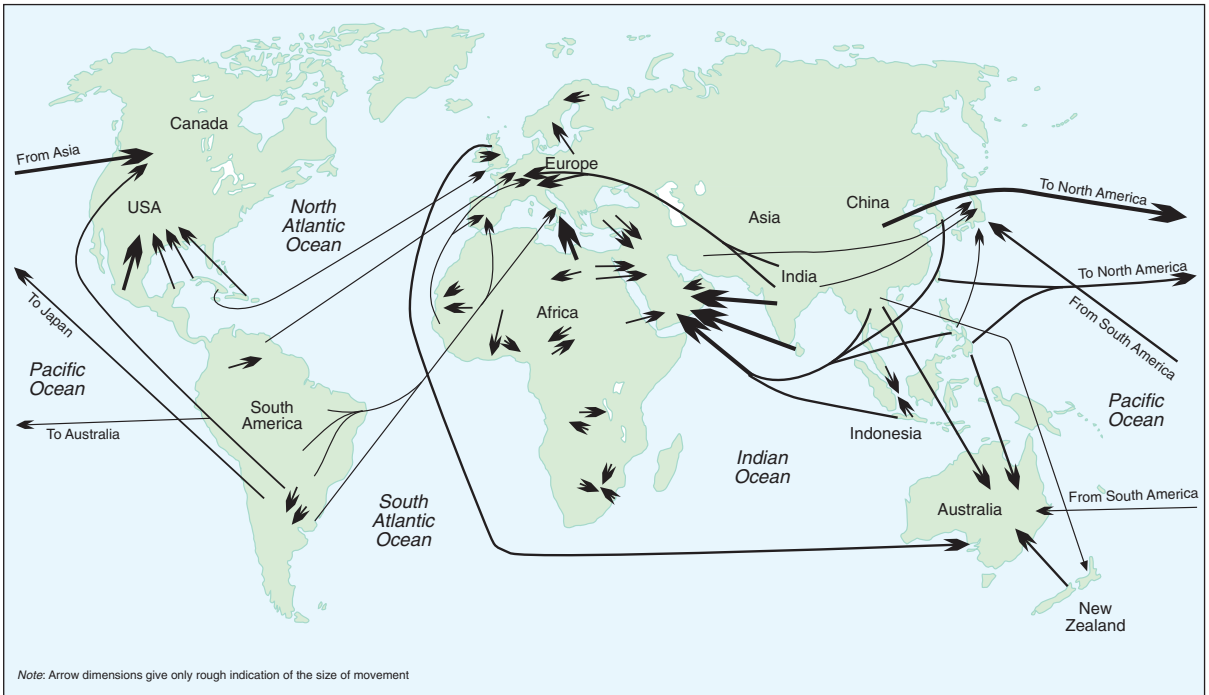 Canada
From Asia
USA
North
Atlantic
Ocean
Europe
Asia
China
To North America
India
To North America
Africa
To Japan
From South America
Pacific
Ocean
South
America
To Australia
Indonesia
Pacific
Ocean
Indian
Ocean
South
Atlantic
Ocean
Australia
From South America
New
Zealand
Note: Arrow dimensions give only rough indication of the size of movement